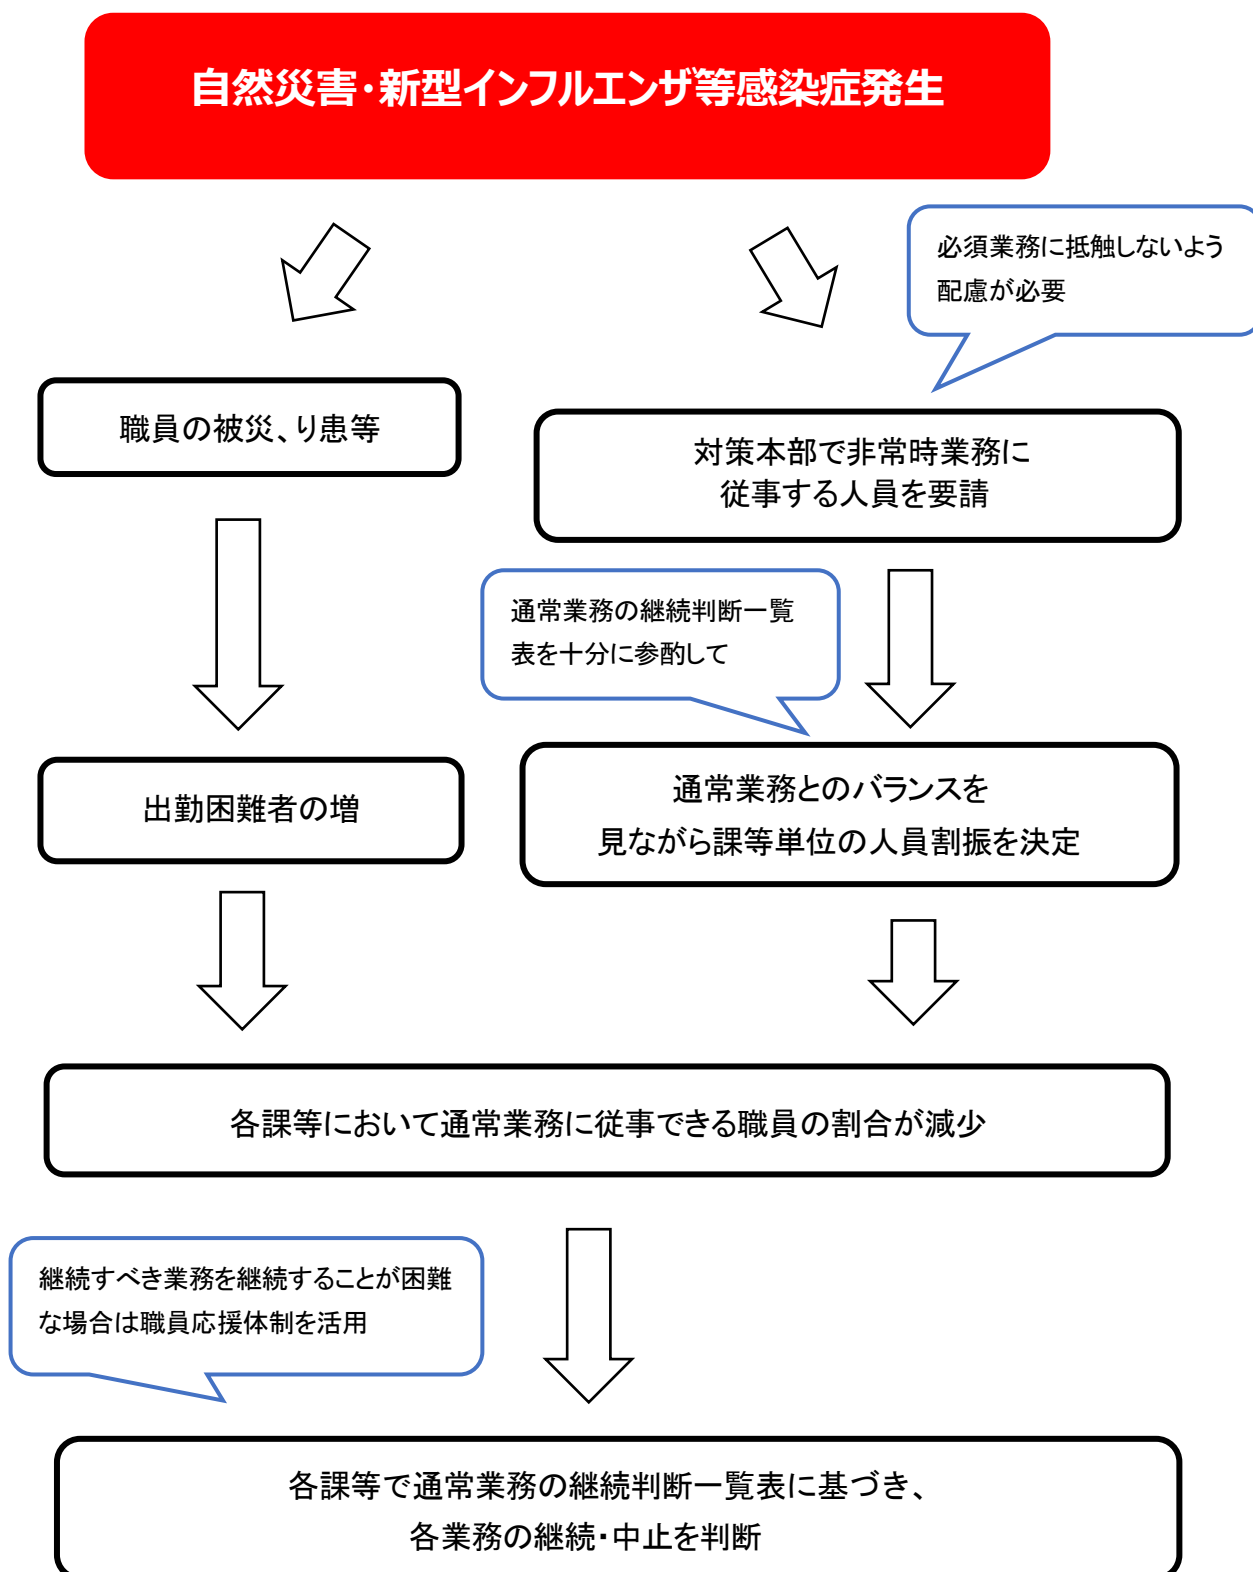 自然災害・新型インフルエンザ等感染症発生
必須業務に抵触しないよう
配慮が必要
職員の被災、り患等
対策本部で非常時業務に
従事する人員を要請
通常業務の継続判断一覧
表を十分に参酌して
出勤困難者の増
通常業務とのバランスを
見ながら課等単位の人員割振を決定
各課等において通常業務に従事できる職員の割合が減少
継続すべき業務を継続することが困難
な場合は職員応援体制を活用
各課等で通常業務の継続判断一覧表に基づき、
各業務の継続・中止を判断